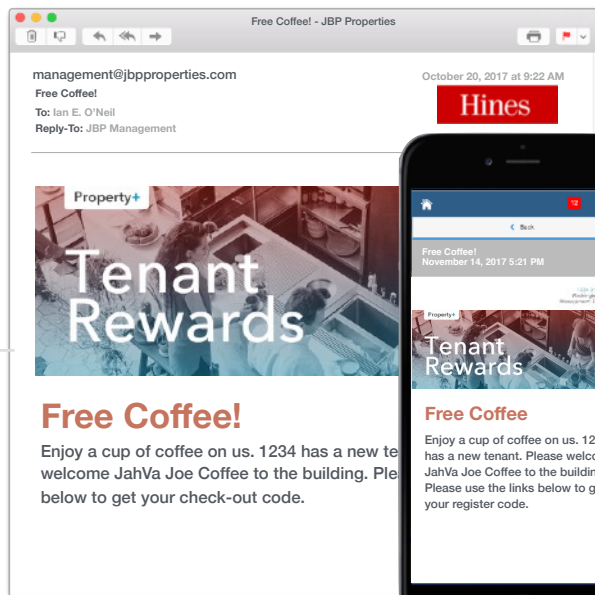 Free Coffee! - JBP Properties
management@jbpproperties.com
October 20, 2017 at 9:22 AM
Free Coffee!
To: Ian E. O'Neil
Reply-To: JBP Management
Hines
Property+
Tenant
Rewards
Free Coffee!
Enjoy a cup of coffee on us. 1234 has a new te
welcome JahVa Joe Coffee to the building. Plea
below to get your check-out code.
12
Back
Free Coffee!
November 14, 2017 5:21 PM
Property+
Tenant
Rewards
Free Coffee
Enjoy a cup of coffee on us. 12
has a new tenant. Please welco
JahVa Joe Coffee to the buildin
Please use the links below to g
your register code.